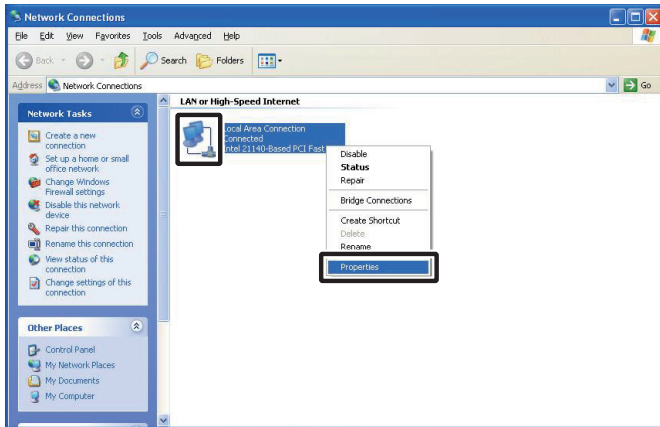 Network Connections
File Edit View Favorites Tools Advanced Help
Back Search Folders
Address Network Connections Go
Network Tasks
Create a new
connection
Set up a home or small
office network
Change Windows
Firewall settings
Disable this network
device
Repair this connection
Rename this connection
View status of this
connection
Change settings of this
connection
Other Places
Control Panel
My Network Places
My Documents
My Computer
LAN or High-Speed Internet
Local Area Connection
Connected
Intel 21140-Based PCI Fast
Disable
Status
Repair
Bridge Connections
Create Shortcut
Delete
Rename
Properties